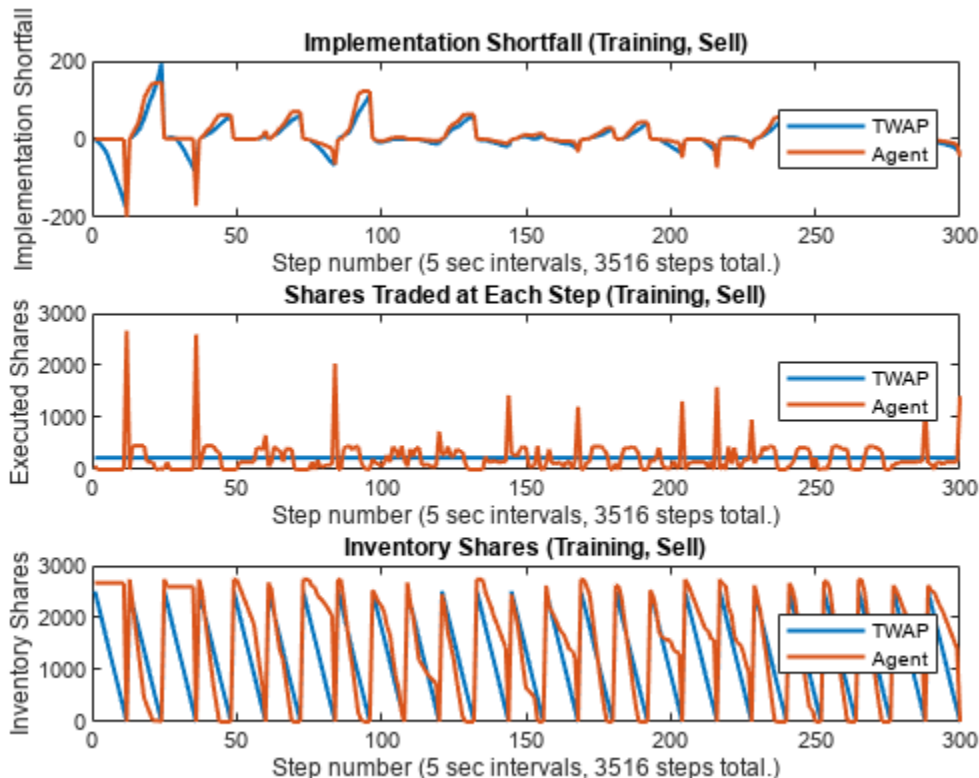 Implementation Shortfall (Training, Sell)
Implementation Shortfall
200
0
-200
TWAP
Agent
0 50 100 150 200 250 300
Step number (5 sec intervals, 3516 steps total.)
Shares Traded at Each Step (Training, Sell)
Executed Shares
3000
2000
1000
0
TWAP
Agent
0 50 100 150 200 250 300
Step number (5 sec intervals, 3516 steps total.)
Inventory Shares (Training, Sell)
Inventory Shares
3000
2000
1000
0
TWAP
Agent
0 50 100 150 200 250 300
Step number (5 sec intervals, 3516 steps total.)